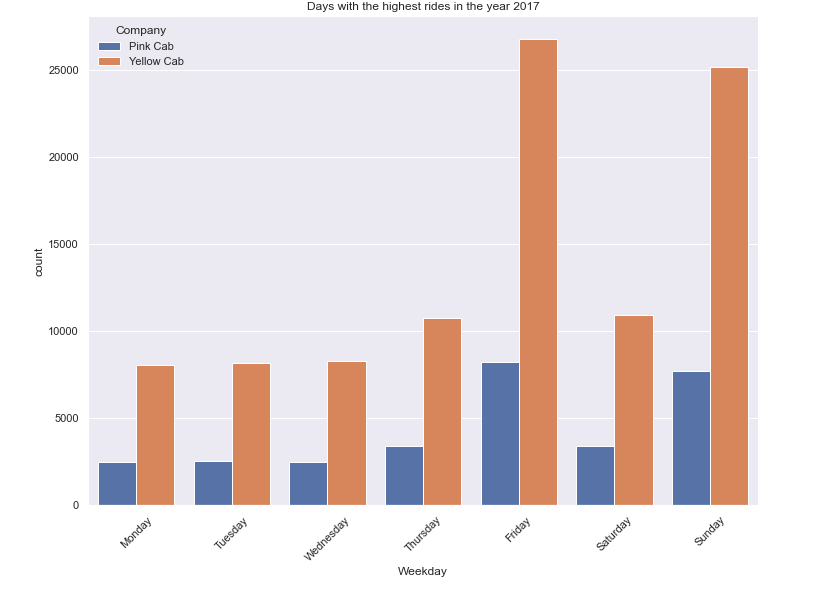 Days with the highest rides in the year 2017
Company
Pink Cab
Yellow Cab
25000
20000
15000
10000
5000
0
count
Monday
Tuesday
Wednesday
Thursday
Friday
Saturday
Sunday
Weekday